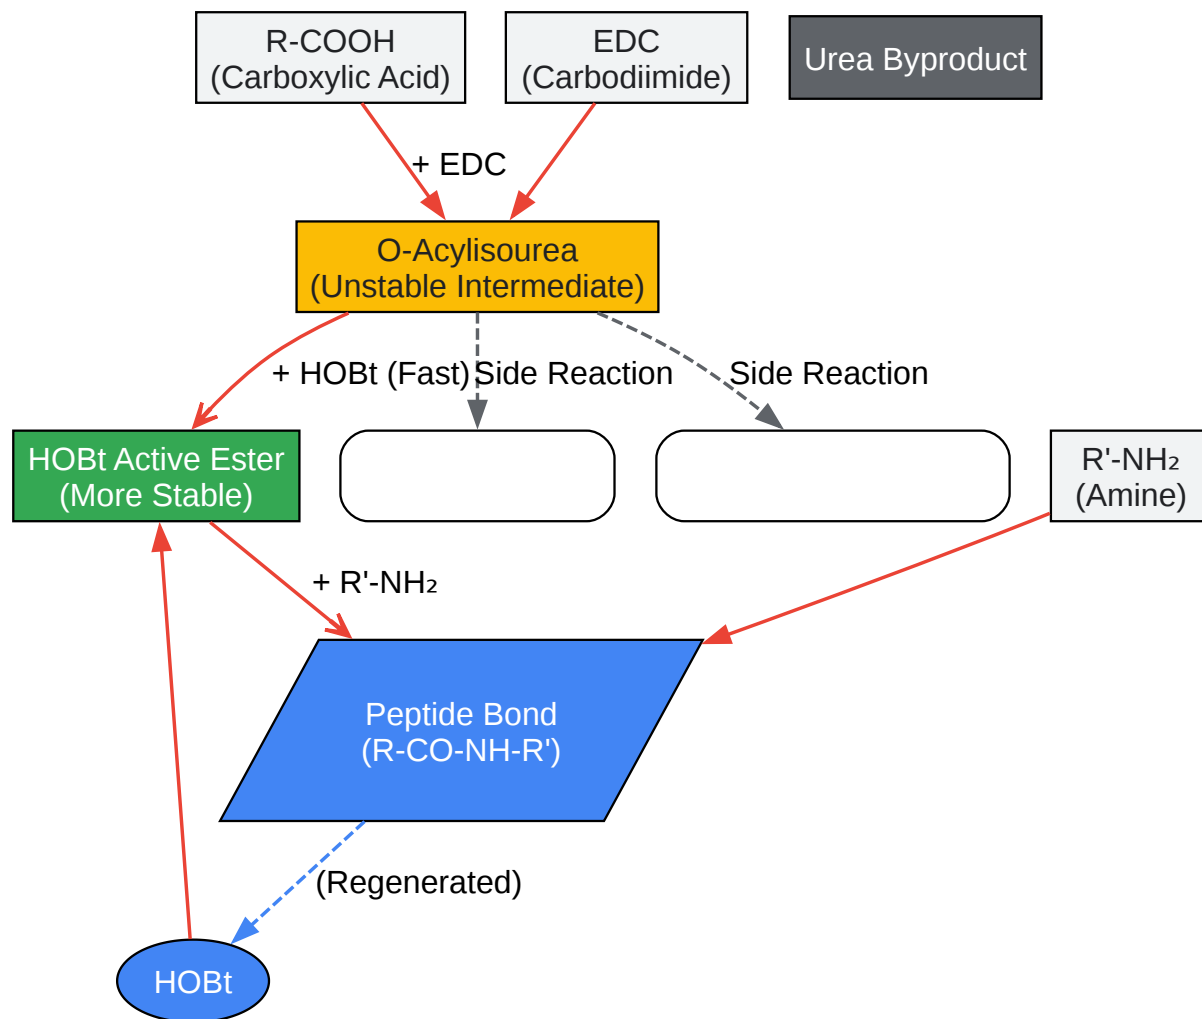 R-COOH
(Carboxylic Acid)
EDC
(Carbodiimide)
Urea Byproduct
+ EDC
O-Acylisourea
(Unstable Intermediate)
+ HOBt (Fast)
Side Reaction
Side Reaction
HOBt Active Ester
(More Stable)
R'-NH₂
(Amine)
+ R'-NH₂
Peptide Bond
(R-CO-NH-R')
(Regenerated)
HOBt